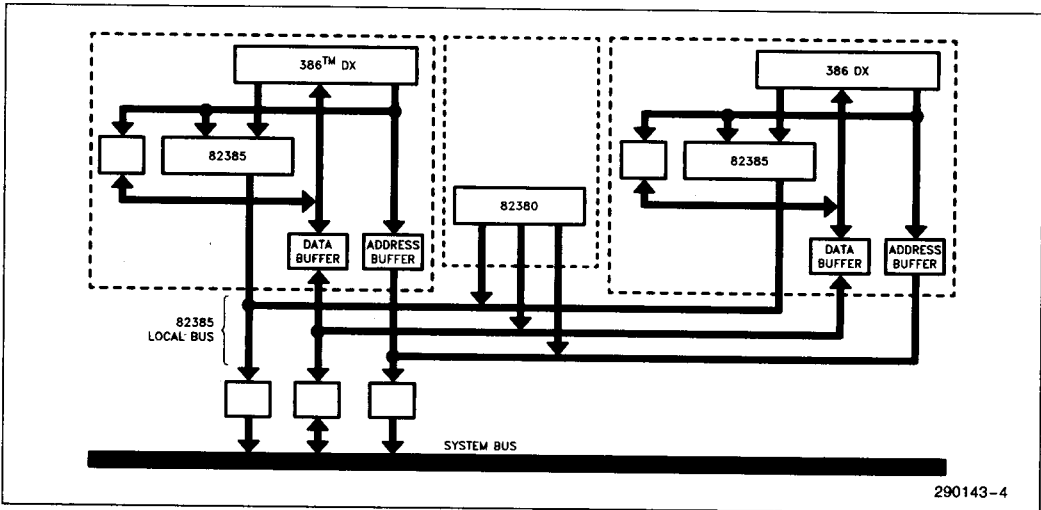 386™ DX
386 DX
82385
82385
82380
DATA
BUFFER
ADDRESS
BUFFER
DATA
BUFFER
ADDRESS
BUFFER
82385
LOCAL BUS
SYSTEM BUS
290143-4